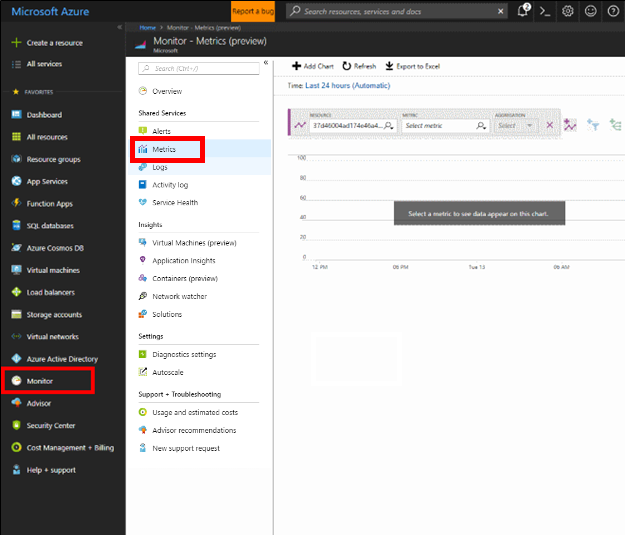 Microsoft Azure
Report a bug
Search resources, services and docs
2
Create a resource
All services
FAVORITES
Dashboard
All resources
Resource groups
App Services
Function Apps
SQL databases
Azure Cosmos DB
Virtual machines
Load balancers
Storage accounts
Virtual networks
Azure Active Directory
Monitor
Advisor
Security Center
Cost Management + Billing
Help + support
Home > Monitor - Metrics (preview)
Monitor - Metrics (preview)
Microsoft
Search (Ctrl+/)
Overview
Shared Services
Alerts
Metrics
Logs
Activity log
Service Health
Insights
Virtual Machines (preview)
Application Insights
Containers (preview)
Network watcher
Solutions
Settings
Diagnostics settings
Autoscale
Support + Troubleshooting
Usage and estimated costs
Advisor recommendations
New support request
Add Chart
Refresh
Export to Excel
Time: Last 24 hours (Automatic)
RESOURCE
METRIC
AGGREGATION
37d46004ad174e46a4...
Select metric
Select
100
80
60
40
20
0
Select a metric to see data appear on this chart.
12 PM
06 PM
Tue 13
06 AM